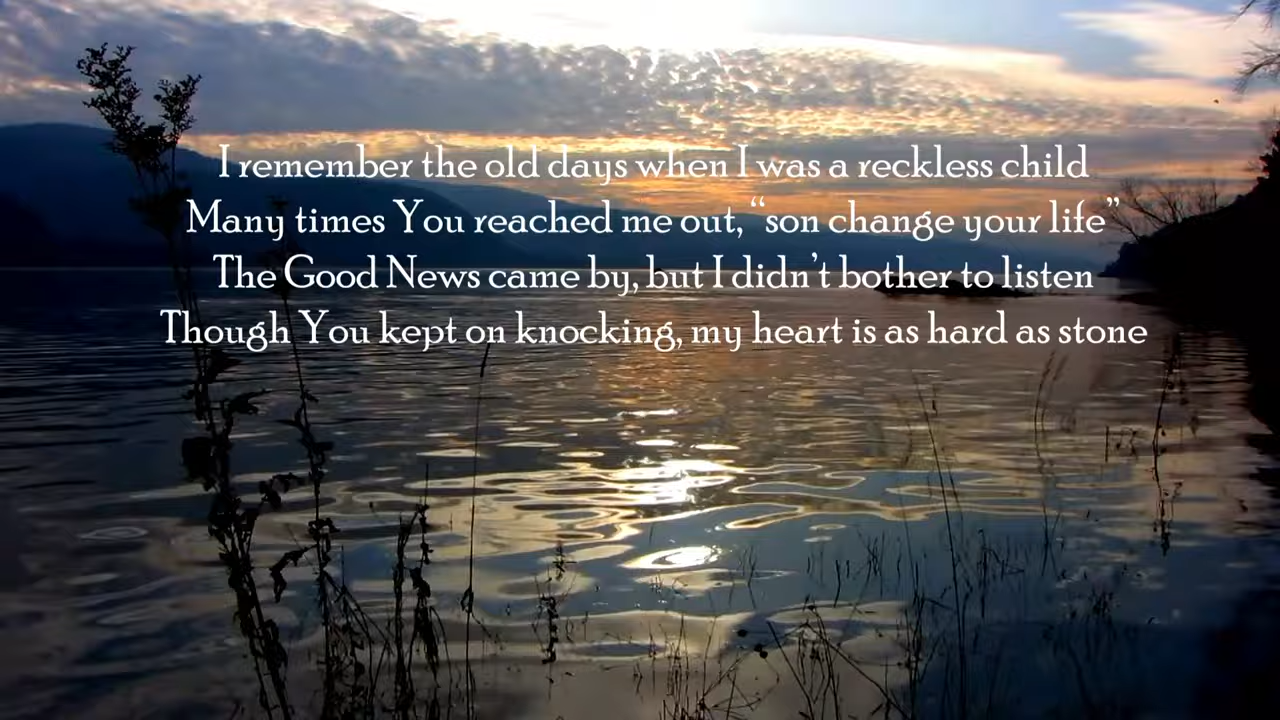 I remember the old days when I was a reckless child
Many times You reached me out, “son change your life”
The Good News came by, but I didn’t bother to listen
Though You kept on knocking, my heart is as hard as stone